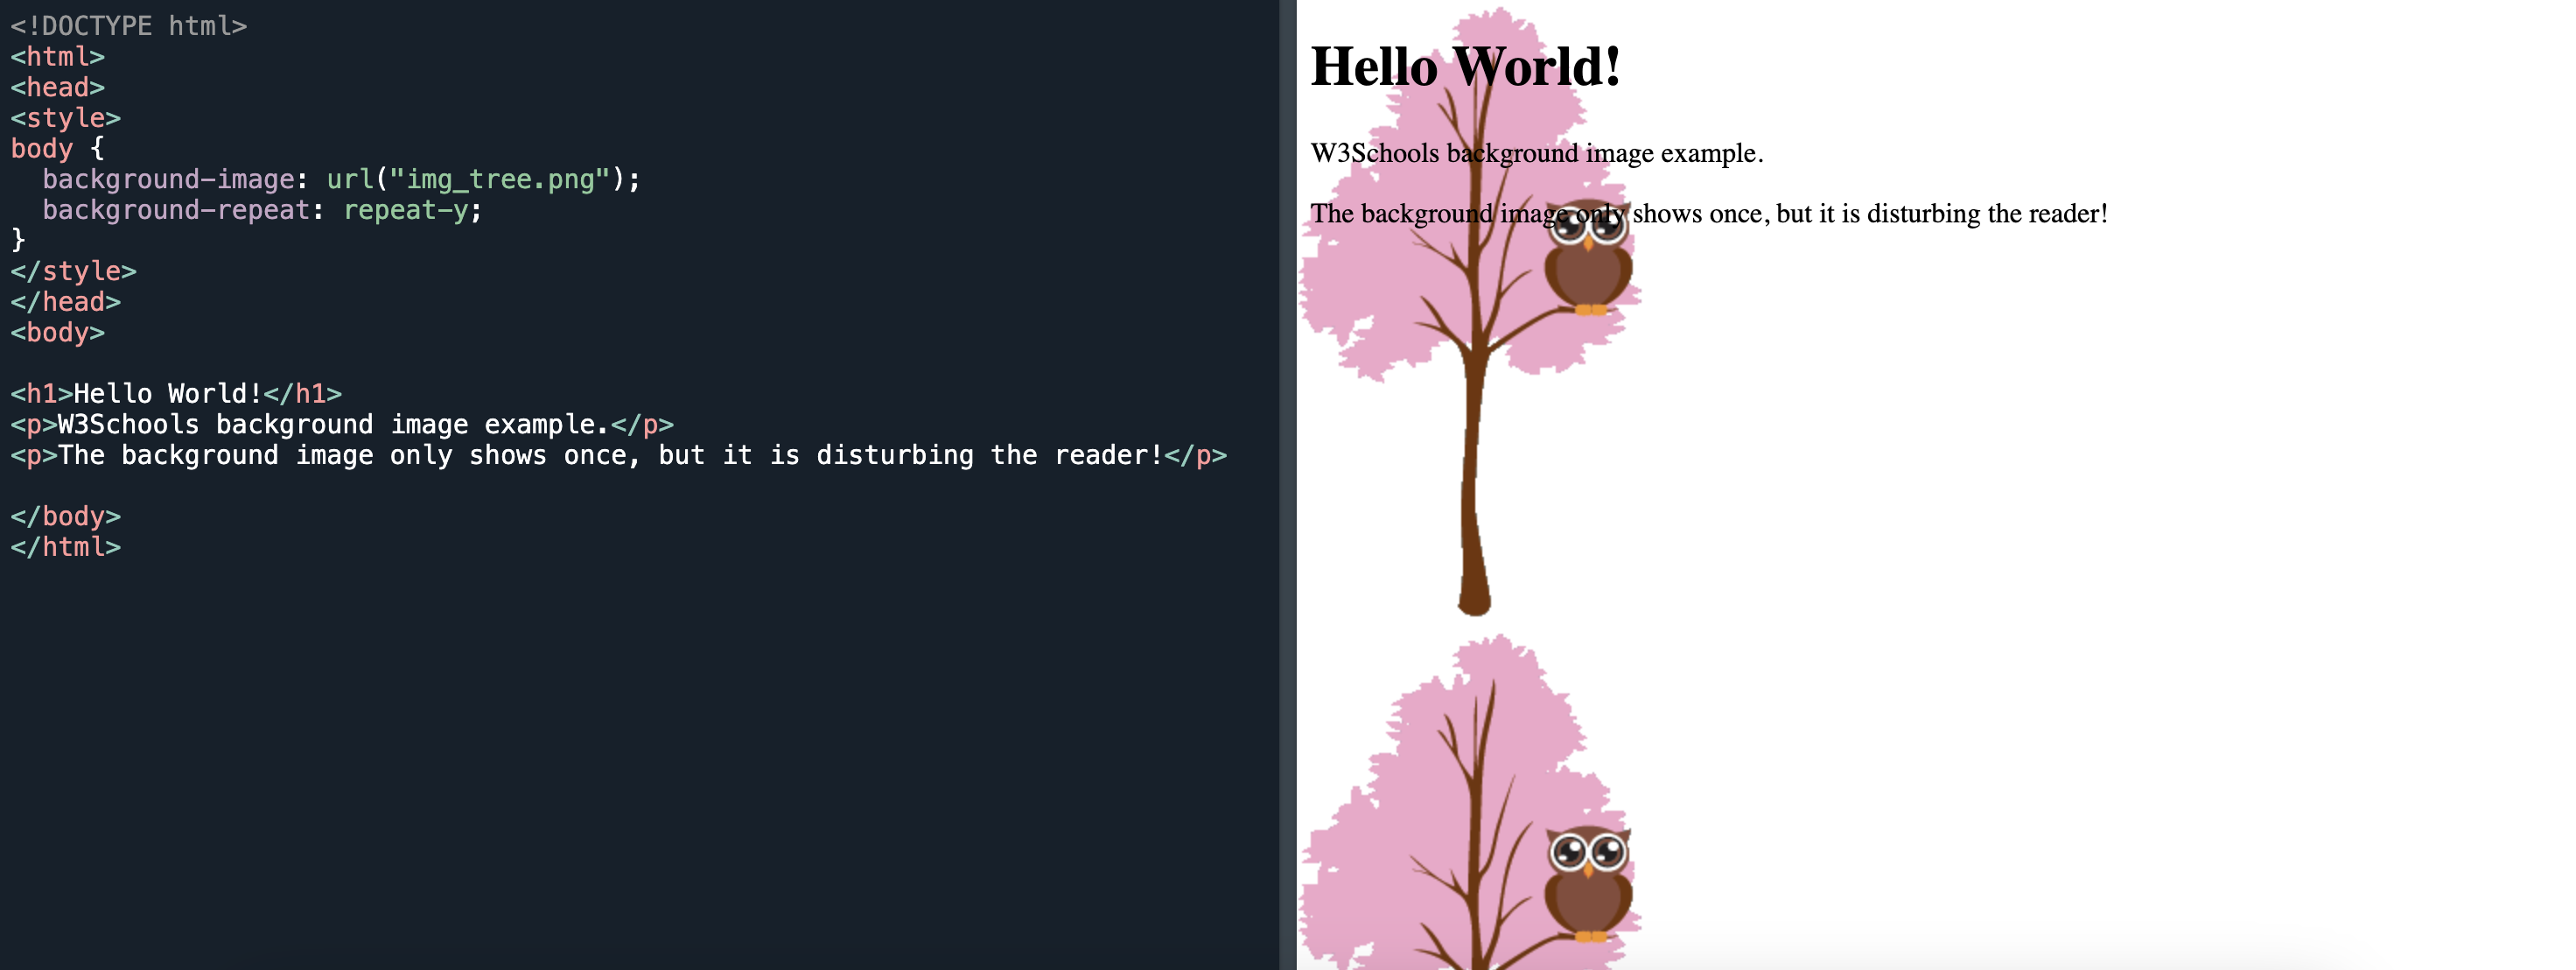 <!DOCTYPE html>
<html>
<head>
<style>
body {
  background-image: url("img_tree.png");
  background-repeat: repeat-y;
}
</style>
</head>
<body>

<h1>Hello World!</h1>
<p>W3Schools background image example.</p>
<p>The background image only shows once, but it is disturbing the reader!</p>

</body>
</html>
Hello World!
W3Schools background image example.
The background image only shows once, but it is disturbing the reader!